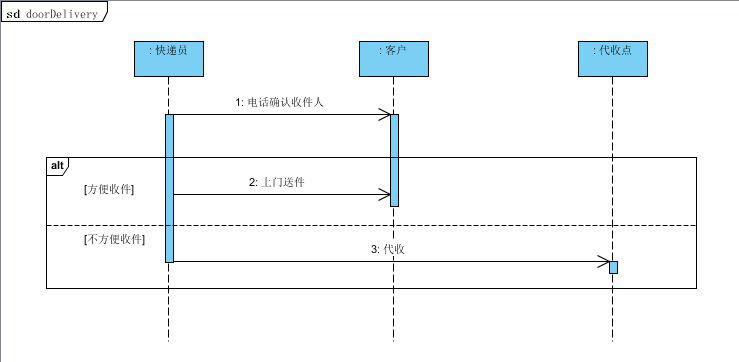 sd doorDelivery
: 快递员
: 客户
: 代收点
1: 电话确认收件人
alt
[方便收件]
2: 上门送件
[不方便收件]
3: 代收